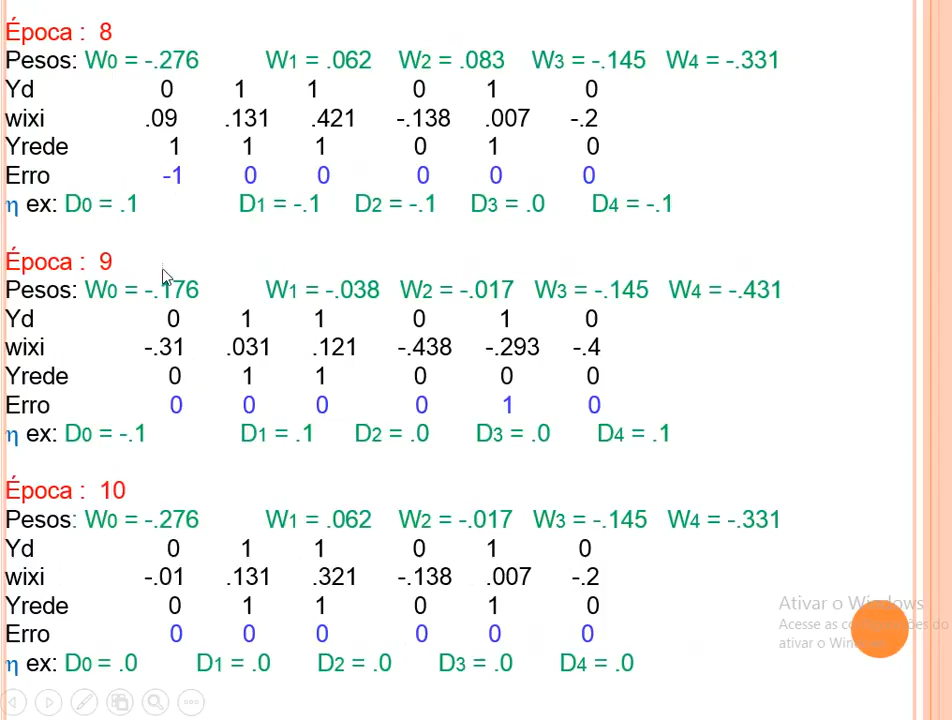 Época : 8
Pesos: W0 = -.276 W1 = .062 W2 = .083 W3 = -.145 W4 = -.331
Yd 0 1 1 0 1 0
wixi .09 .131 .421 -.138 .007 -.2
Yrede 1 1 1 0 1 0
Erro -1 0 0 0 0 0
η ex: D0 = .1 D1 = -.1 D2 = -.1 D3 = .0 D4 = -.1
Época : 9
Pesos: W0 = -.176 W1 = -.038 W2 = -.017 W3 = -.145 W4 = -.431
Yd 0 1 1 0 1 0
wixi -.31 .031 .121 -.438 -.293 -.4
Yrede 0 1 1 0 0 0
Erro 0 0 0 0 1 0
η ex: D0 = -.1 D1 = .1 D2 = .0 D3 = .0 D4 = .1
Época : 10
Pesos: W0 = -.276 W1 = .062 W2 = -.017 W3 = -.145 W4 = -.331
Yd 0 1 1 0 1 0
wixi -.01 .131 .321 -.138 .007 -.2
Yrede 0 1 1 0 1 0
Erro 0 0 0 0 0 0
η ex: D0 = .0 D1 = .0 D2 = .0 D3 = .0 D4 = .0
Ativar o Windows
Acesse as configurações do
ativar o Windows